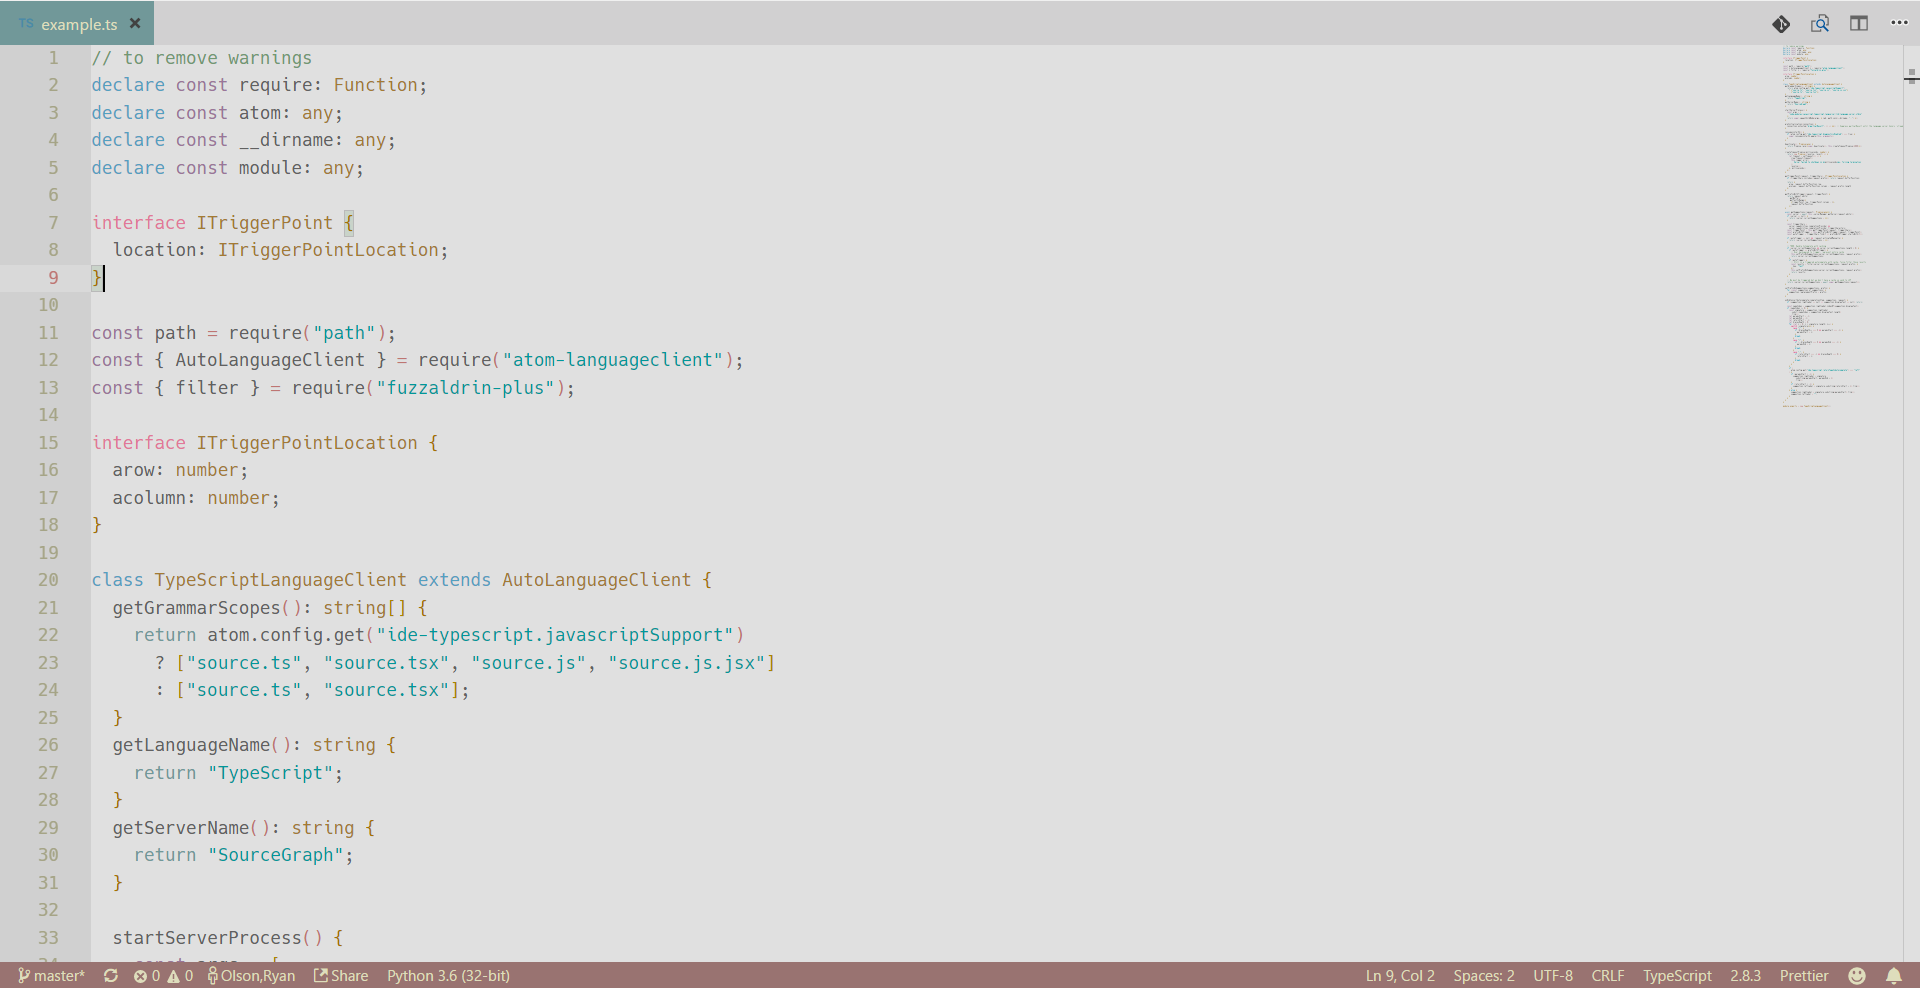 TS example.ts
1 // to remove warnings
2 declare const require: Function;
3 declare const atom: any;
4 declare const __dirname: any;
5 declare const module: any;
6
7 interface ITriggerPoint {
8   location: ITriggerPointLocation;
9 }
10
11 const path = require("path");
12 const { AutoLanguageClient } = require("atom-languageclient");
13 const { filter } = require("fuzzaldrin-plus");
14
15 interface ITriggerPointLocation {
16   arow: number;
17   acolumn: number;
18 }
19
20 class TypeScriptLanguageClient extends AutoLanguageClient {
21   getGrammarScopes(): string[] {
22     return atom.config.get("ide-typescript.javascriptSupport")
23       ? ["source.ts", "source.tsx", "source.js", "source.js.jsx"]
24       : ["source.ts", "source.tsx"];
25   }
26   getLanguageName(): string {
27     return "TypeScript";
28   }
29   getServerName(): string {
30     return "SourceGraph";
31   }
32
33   startServerProcess() {
master* 0 0 Olson,Ryan Share Python 3.6 (32-bit) Ln 9, Col 2 Spaces: 2 UTF-8 CRLF TypeScript 2.8.3 Prettier